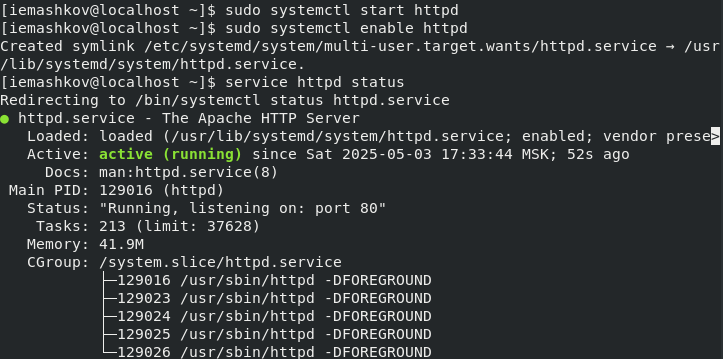 [iemashkov@localhost ~]$ sudo systemctl start httpd
[iemashkov@localhost ~]$ sudo systemctl enable httpd
Created symlink /etc/systemd/system/multi-user.target.wants/httpd.service → /usr
/lib/systemd/system/httpd.service.
[iemashkov@localhost ~]$ service httpd status
Redirecting to /bin/systemctl status httpd.service
● httpd.service - The Apache HTTP Server
   Loaded: loaded (/usr/lib/systemd/system/httpd.service; enabled; vendor prese>
   Active: active (running) since Sat 2025-05-03 17:33:44 MSK; 52s ago
     Docs: man:httpd.service(8)
 Main PID: 129016 (httpd)
   Status: "Running, listening on: port 80"
    Tasks: 213 (limit: 37628)
   Memory: 41.9M
   CGroup: /system.slice/httpd.service
           ├─129016 /usr/sbin/httpd -DFOREGROUND
           ├─129023 /usr/sbin/httpd -DFOREGROUND
           ├─129024 /usr/sbin/httpd -DFOREGROUND
           ├─129025 /usr/sbin/httpd -DFOREGROUND
           └─129026 /usr/sbin/httpd -DFOREGROUND